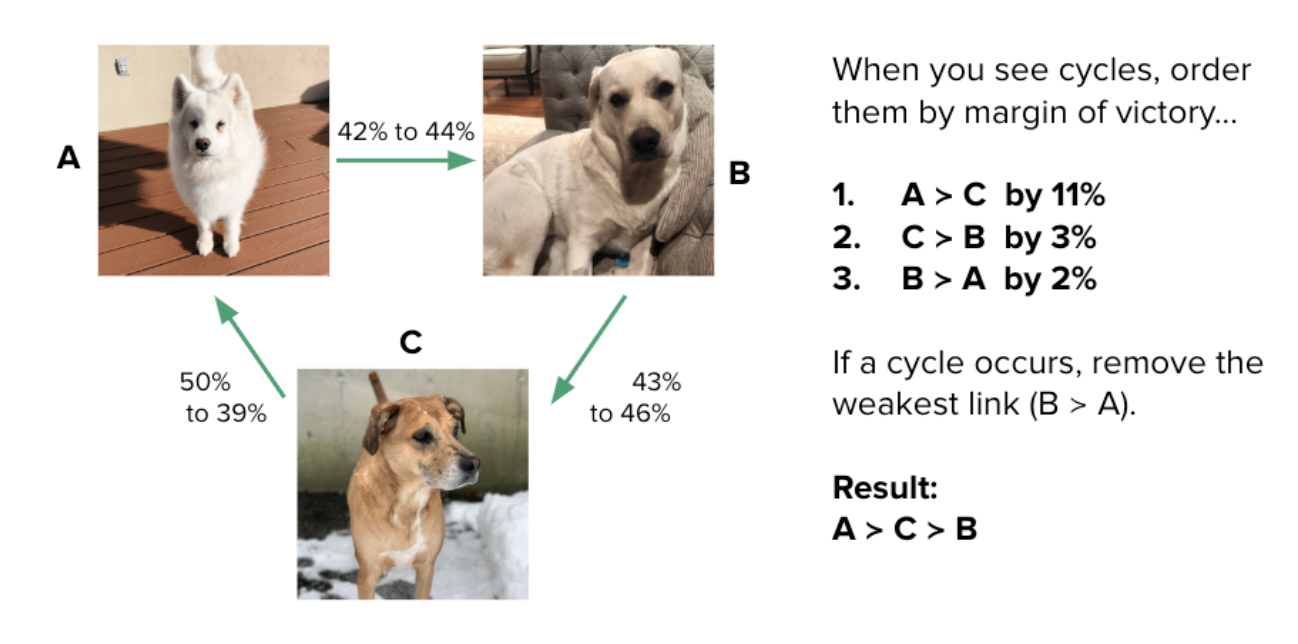 A
42% to 44%
B
C
50%
to 39%
43%
to 46%
When you see cycles, order
them by margin of victory...
1. A > C by 11%
2. C > B by 3%
3. B > A by 2%
If a cycle occurs, remove the
weakest link (B > A).
Result:
A > C > B